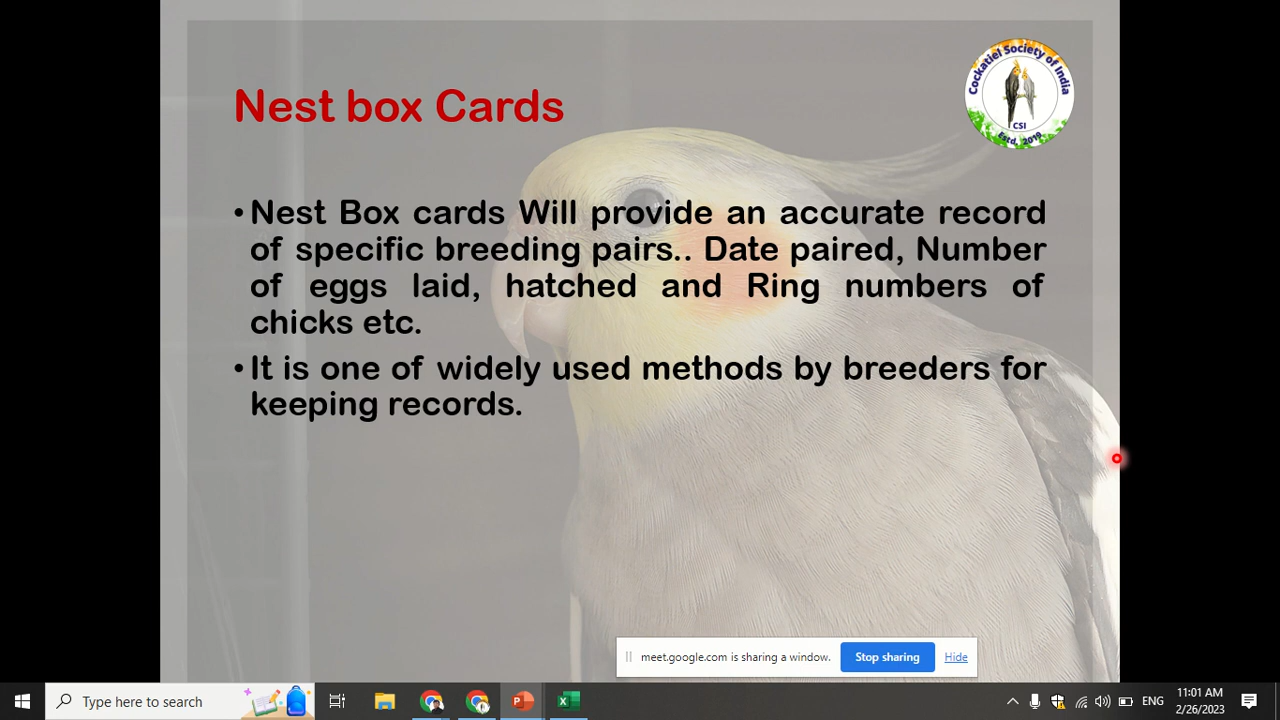 Cockatiel Society of India
CSI
Estd, 2019
Nest box Cards
• Nest Box cards Will provide an accurate record
of specific breeding pairs.. Date paired, Number
of eggs laid, hatched and Ring numbers of
chicks etc.
• It is one of widely used methods by breeders for
keeping records.
meet.google.com is sharing a window.
Stop sharing
Hide
Type here to search
ENG
11:01 AM
2/26/2023